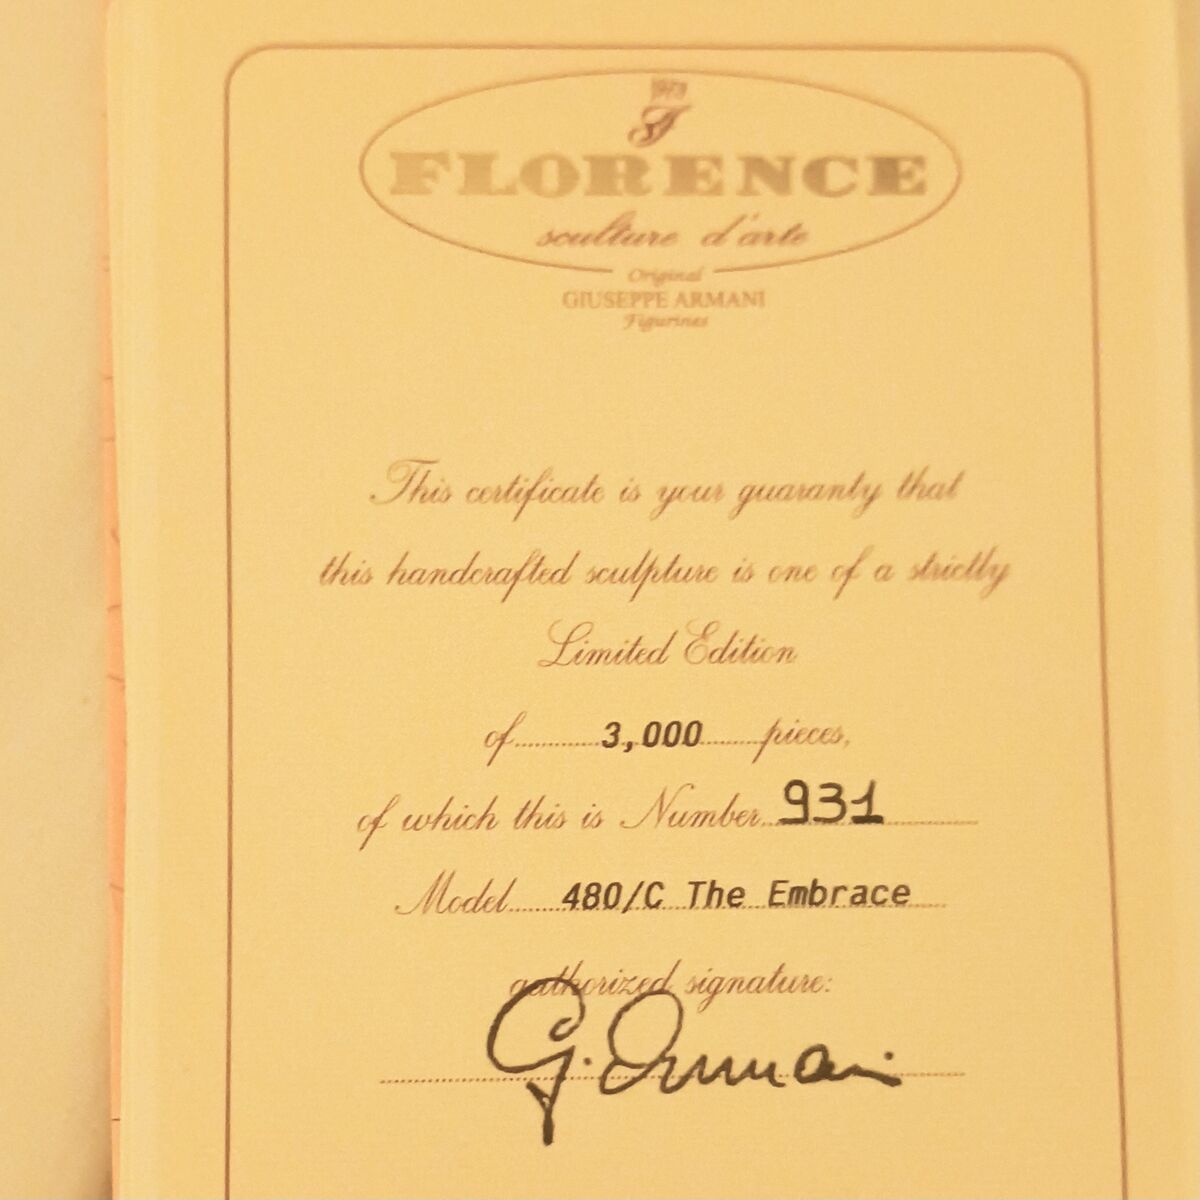 1973
FLORENCE
sculture d'arte
Original
GIUSEPPE ARMANI
Figurines
This certificate is your guaranty that
this handcrafted sculpture is one of a strictly
Limited Edition
of 3,000 pieces,
of which this is Number 931
Model 480/C The Embrace
authorized signature:
G. Armani